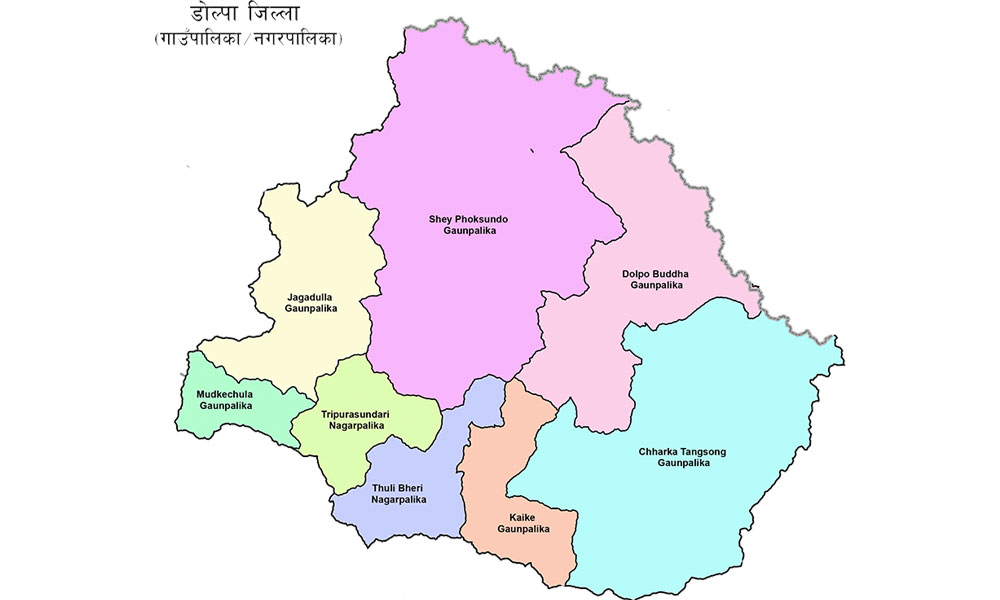 डोल्पा जिल्ला
(गाउँपालिका/नगरपालिका)
Shey Phoksundo
Gaunpalika
Dolpo Buddha
Gaunpalika
Jagadulla
Gaunpalika
Mudkechula
Gaunpalika
Tripurasundari
Nagarpalika
Chharka Tangsong
Gaunpalika
Thuli Bheri
Nagarpalika
Kaike
Gaunpalika